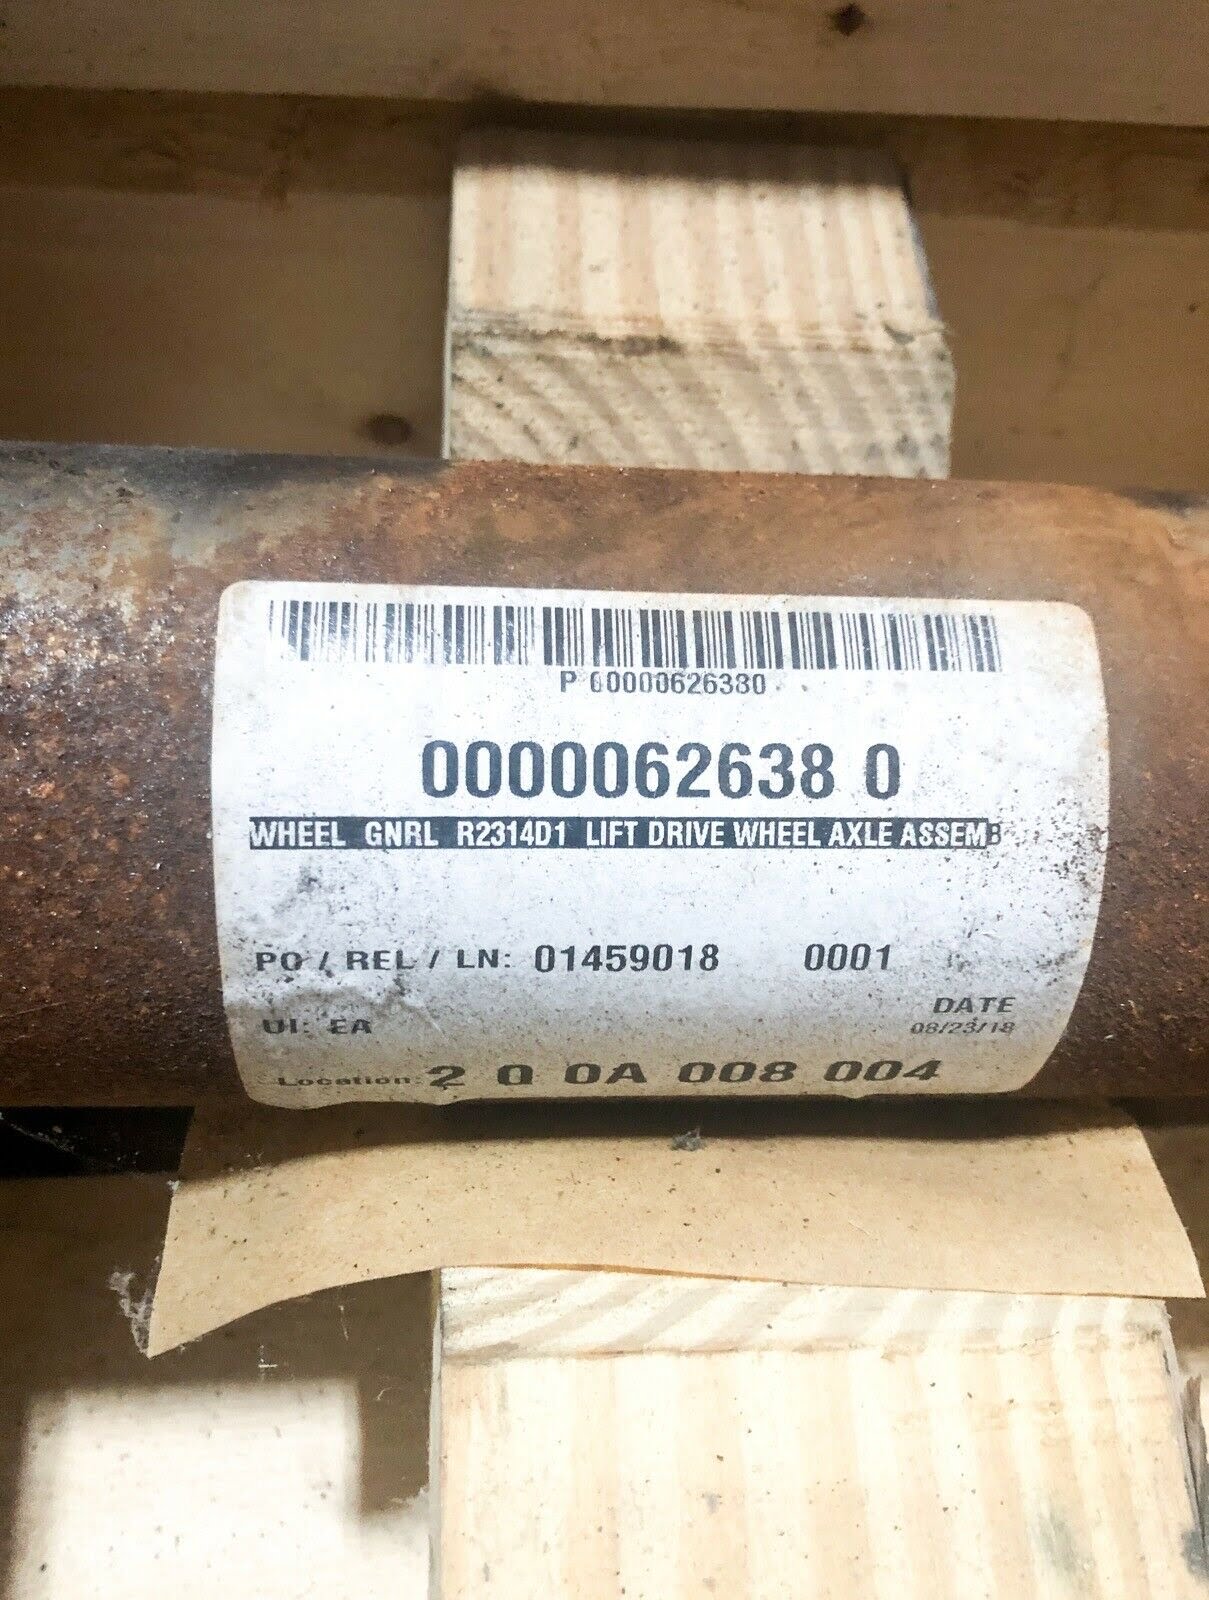 P 00000626380
0000062638 0
WHEEL GNRL R2314D1 LIFT DRIVE WHEEL AXLE ASSEMB
PO / REL / LN: 01459018 0001
DATE
UI: EA 08/23/18
Location: 2 0 0A 008 004